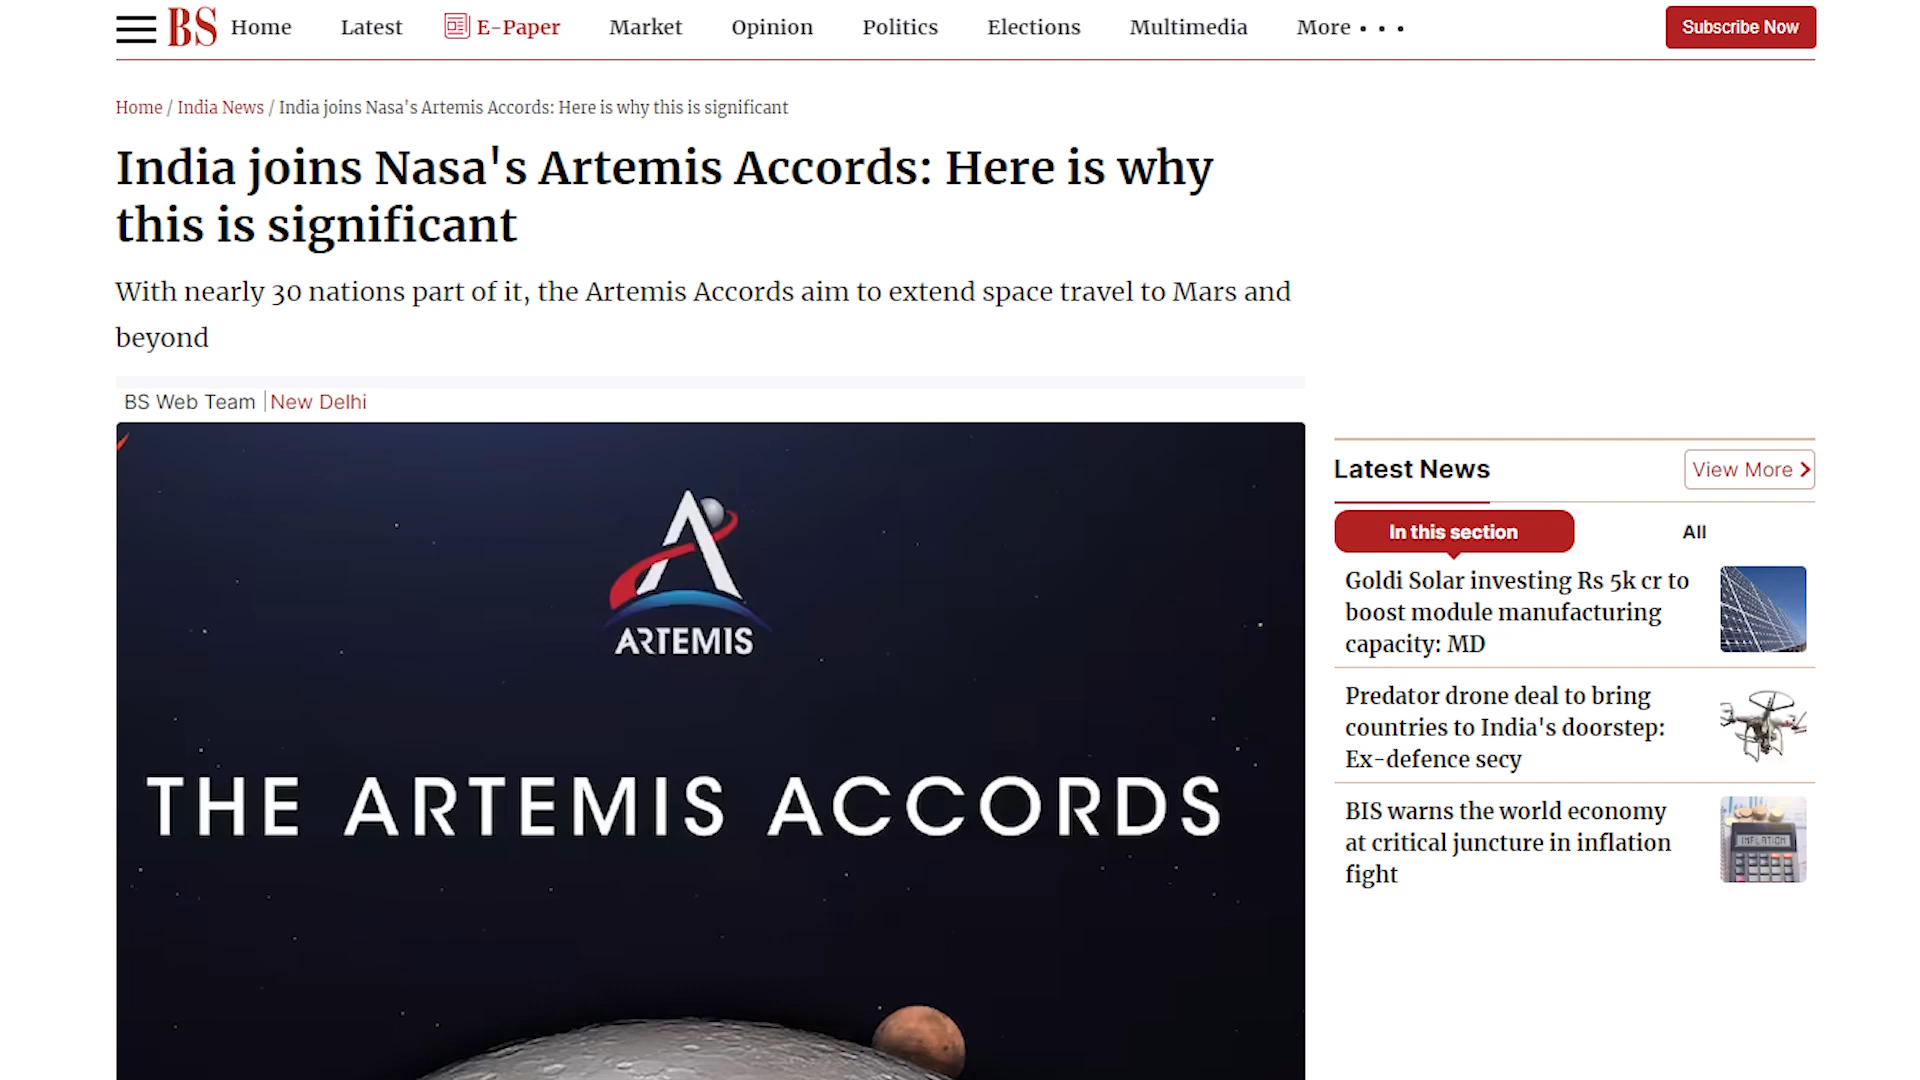 BS Home Latest E-Paper Market Opinion Politics Elections Multimedia More • • • Subscribe Now
Home / India News / India joins Nasa's Artemis Accords: Here is why this is significant
India joins Nasa's Artemis Accords: Here is why
this is significant
With nearly 30 nations part of it, the Artemis Accords aim to extend space travel to Mars and
beyond
BS Web Team | New Delhi
ARTEMIS
THE ARTEMIS ACCORDS
Latest News View More
In this section All
Goldi Solar investing Rs 5k cr to
boost module manufacturing
capacity: MD
Predator drone deal to bring
countries to India's doorstep:
Ex-defence secy
BIS warns the world economy
at critical juncture in inflation
fight
INFLATION